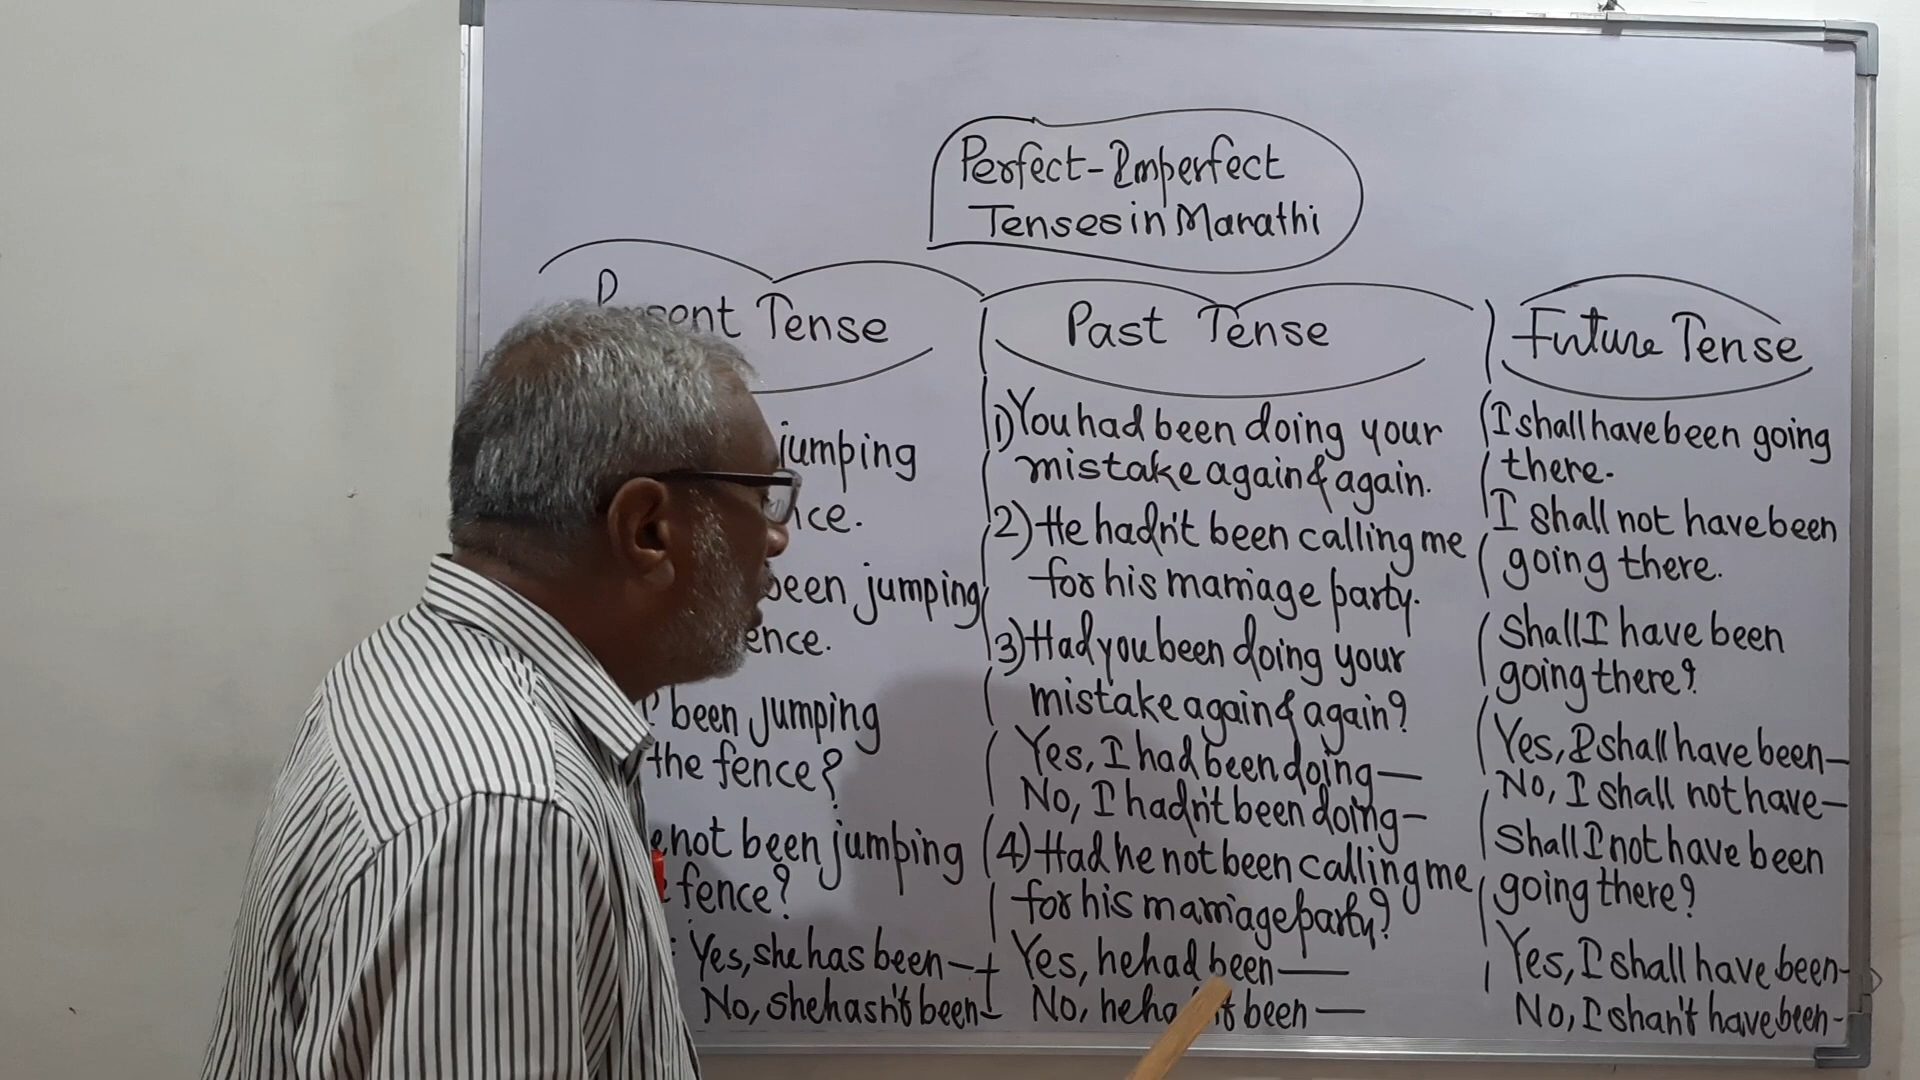 Perfect-Imperfect
Tenses in Marathi
Present Tense
jumping
been jumping
been jumping
the fence?
not been jumping
fence?
Yes, she has been—
No, she hasn't been—
Past Tense
1) You had been doing your
mistake again & again.
2) He hadn't been calling me
for his marriage party.
3) Had you been doing your
mistake again & again?
Yes, I had been doing—
No, I hadn't been doing—
4) Had he not been calling me
for his marriage party?
Yes, he had been—
No, he hadn't been—
Future Tense
I shall have been going
there.
I shall not have been
going there.
Shall I have been
going there?
Yes, I shall have been—
No, I shall not have—
Shall I not have been
going there?
Yes, I shall have been-
No, I shan't have been-